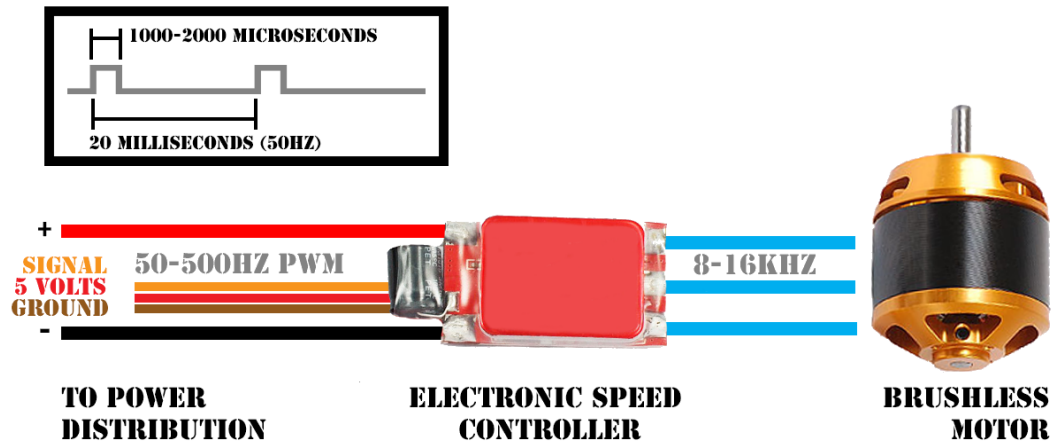 1000-2000 MICROSECONDS
20 MILLISECONDS (50HZ)
+
SIGNAL
5 VOLTS
GROUND
-
50-500HZ PWM
8-16KHZ
TO POWER
DISTRIBUTION
ELECTRONIC SPEED
CONTROLLER
BRUSHLESS
MOTOR